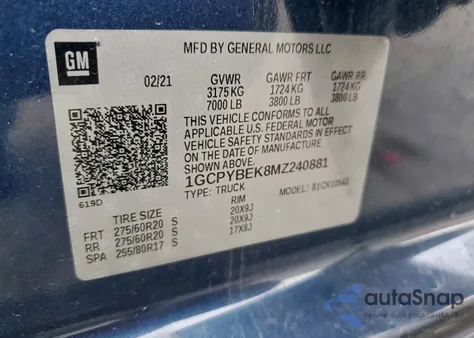 GM
MFD BY GENERAL MOTORS LLC
02/21 GVWR GAWR FRT GAWR RR
3175 KG 1724 KG 1724 KG
7000 LB 3800 LB 3800 LB
THIS VEHICLE CONFORMS TO ALL
APPLICABLE U.S. FEDERAL MOTOR
VEHICLE SAFETY STANDARDS IN EFFECT
ON THE DATE OF MANUFACTURE SHOWN ABOVE.
1GCPYBEK8MZ240881
TYPE: TRUCK MODEL:
619D
TIRE SIZE RIM
FRT 275/60R20 S 20X9J
RR 275/60R20 S 20X9J
SPA 255/80R17 S 17X8J
autoSnap